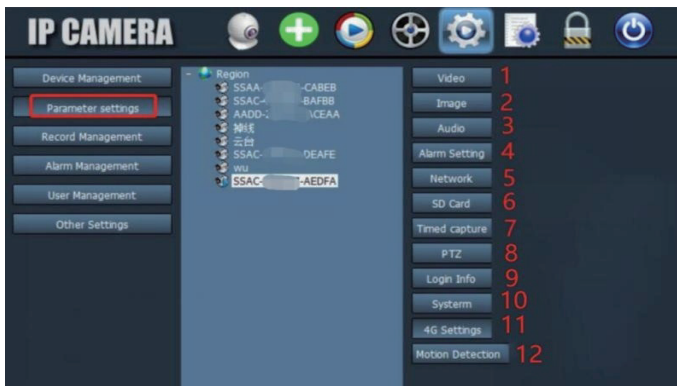 IP CAMERA
Device Management
Parameter settings
Record Management
Alarm Management
User Management
Other Settings
Region
SSAA- -CABEB
SSAC- -BAFBB
AADD- ACEAA
掉线
云台
SSAC- DEAFE
wu
SSAC- -AEDFA
Video 1
Image 2
Audio 3
Alarm Setting 4
Network 5
SD Card 6
Timed capture 7
PTZ 8
Login Info 9
Systerm 10
4G Settings 11
Motion Detection 12